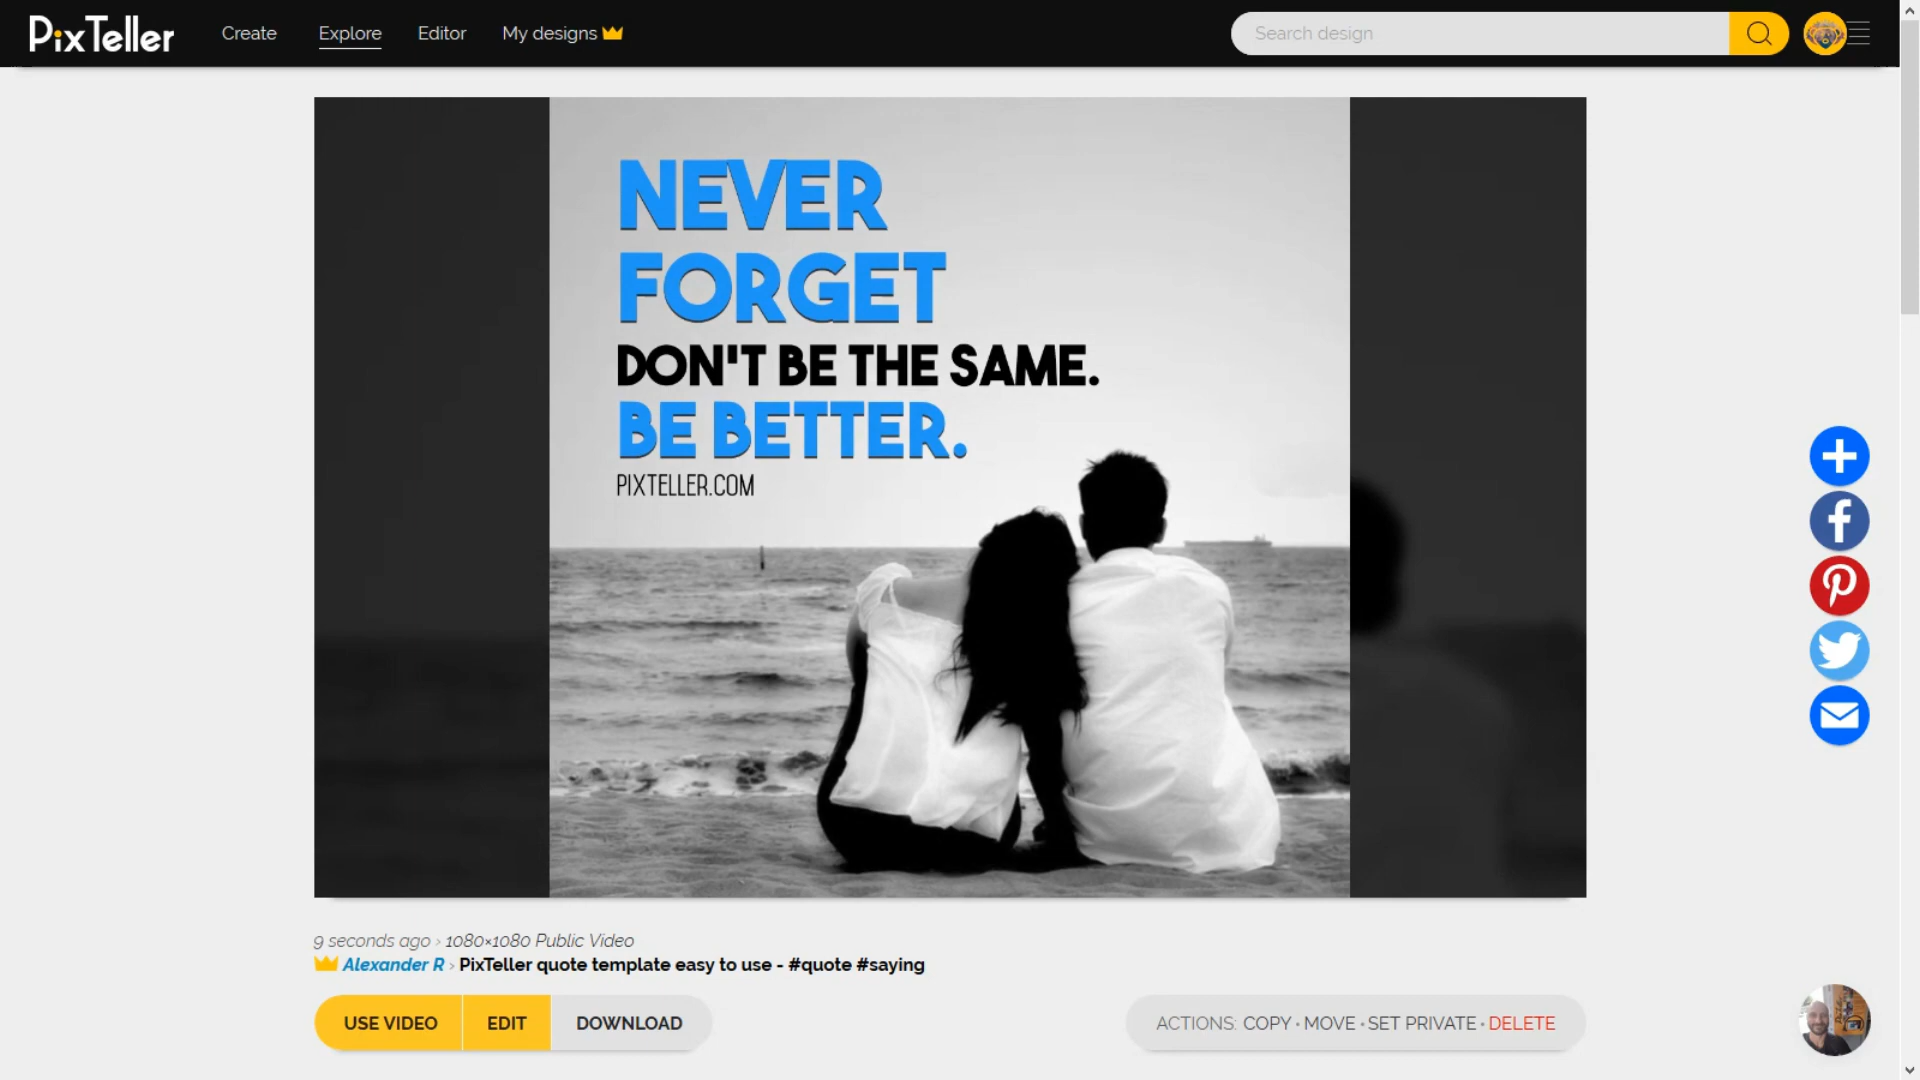 PixTeller
Create
Explore
Editor
My designs
Search design
NEVER
FORGET
DON'T BE THE SAME.
BE BETTER.
PIXTELLER.COM
9 seconds ago › 1080×1080 Public Video
Alexander R › PixTeller quote template easy to use - #quote #saying
USE VIDEO
EDIT
DOWNLOAD
ACTIONS: COPY • MOVE • SET PRIVATE • DELETE